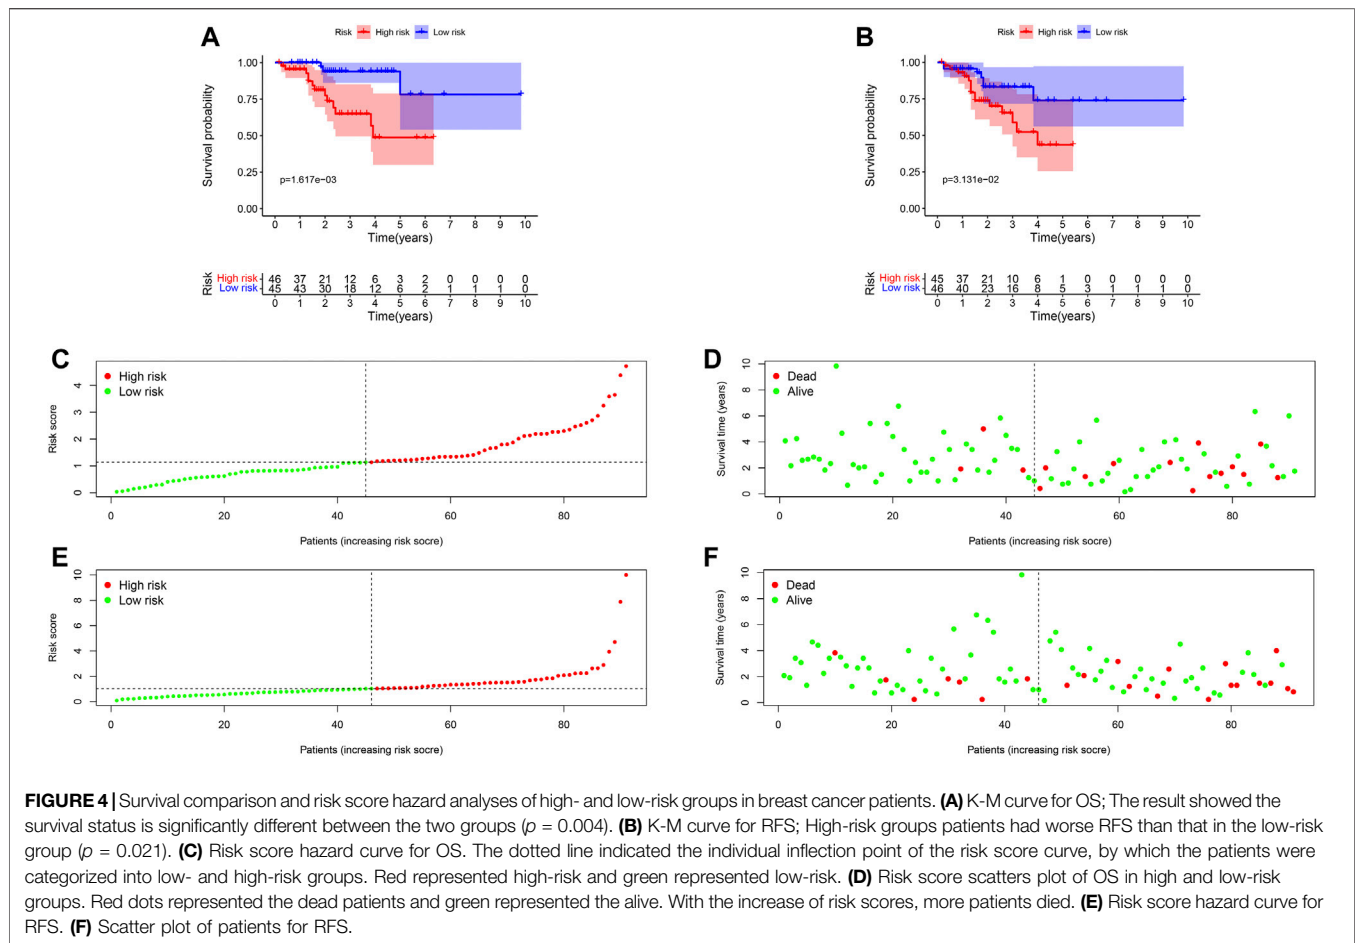 A
Risk High risk Low risk
Survival probability
1.00
0.75
0.50
0.25
0.00
p=1.617e−03
0 1 2 3 4 5 6 7 8 9 10
Time(years)
Risk
High risk 46 37 21 12 6 3 2 0 0 0 0
Low risk 45 43 30 18 12 6 2 1 1 1 0
0 1 2 3 4 5 6 7 8 9 10
Time(years)
B
Risk High risk Low risk
Survival probability
1.00
0.75
0.50
0.25
0.00
p=3.131e−02
0 1 2 3 4 5 6 7 8 9 10
Time(years)
Risk
High risk 45 37 21 10 6 1 0 0 0 0 0
Low risk 46 40 23 16 8 5 3 1 1 1 0
0 1 2 3 4 5 6 7 8 9 10
Time(years)
C
High risk
Low risk
Risk score
4
3
2
1
0
0 20 40 60 80
Patients (increasing risk socre)
D
Dead
Alive
Survival time (years)
10
8
6
4
2
0
0 20 40 60 80
Patients (increasing risk socre)
E
High risk
Low risk
Risk score
10
8
6
4
2
0
0 20 40 60 80
Patients (increasing risk socre)
F
Dead
Alive
Survival time (years)
10
8
6
4
2
0
0 20 40 60 80
Patients (increasing risk socre)
FIGURE 4 | Survival comparison and risk score hazard analyses of high- and low-risk groups in breast cancer patients. (A) K-M curve for OS; The result showed the
survival status is significantly different between the two groups (p = 0.004). (B) K-M curve for RFS; High-risk groups patients had worse RFS than that in the low-risk
group (p = 0.021). (C) Risk score hazard curve for OS. The dotted line indicated the individual inflection point of the risk score curve, by which the patients were
categorized into low- and high-risk groups. Red represented high-risk and green represented low-risk. (D) Risk score scatters plot of OS in high and low-risk
groups. Red dots represented the dead patients and green represented the alive. With the increase of risk scores, more patients died. (E) Risk score hazard curve for
RFS. (F) Scatter plot of patients for RFS.